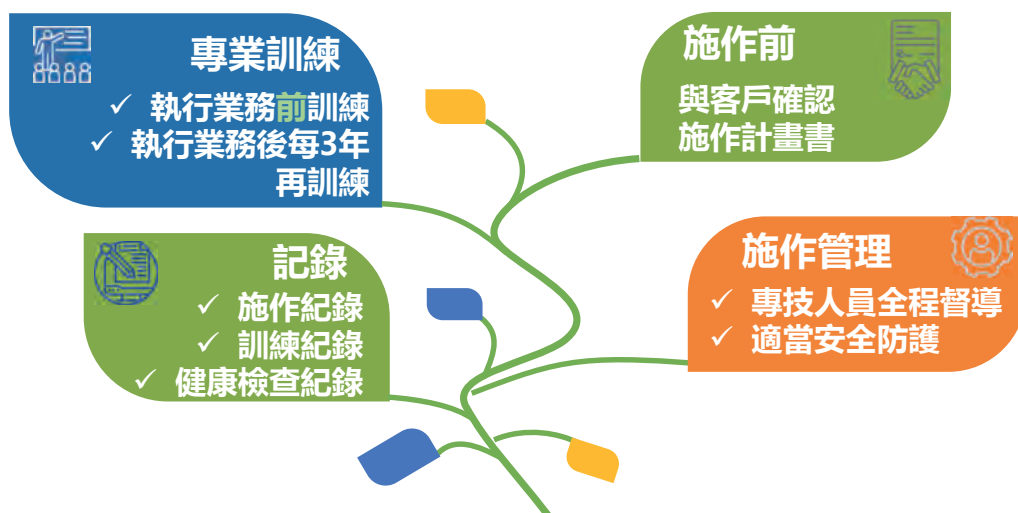 專業訓練
✓ 執行業務前訓練
✓ 執行業務後每3年
再訓練
施作前
與客戶確認
施作計畫書
記錄
✓ 施作紀錄
✓ 訓練紀錄
✓ 健康檢查紀錄
施作管理
✓ 專技人員全程督導
✓ 適當安全防護